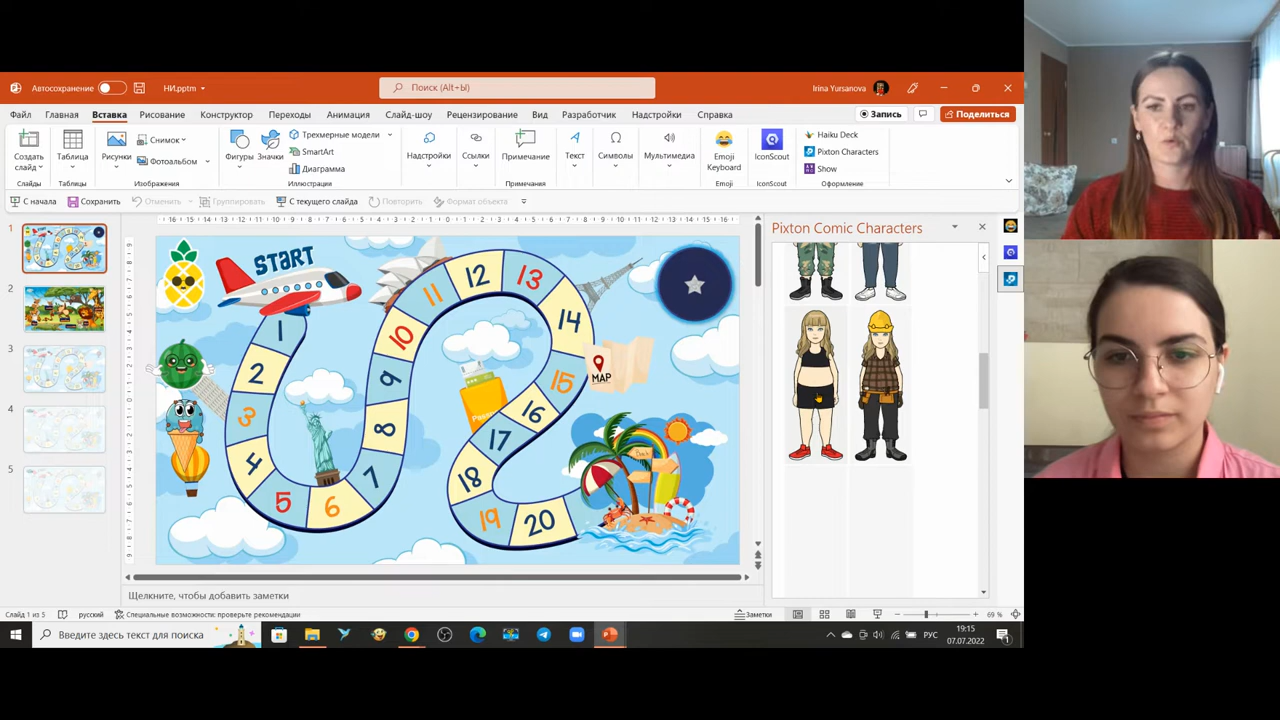 Автосохранение
НИ.pptm
Поиск (Alt+Ы)
Irina Yursanova
Файл Главная Вставка Рисование Конструктор Переходы Анимация Слайд-шоу Рецензирование Вид Разработчик Надстройки Справка
Запись
Поделиться
Создать слайд
Таблица
Рисунки
Снимок
Фотоальбом
Фигуры
Значки
Трехмерные модели
SmartArt
Диаграмма
Надстройки
Ссылки
Примечание
Текст
Символы
Мультимедиа
Emoji Keyboard
IconScout
Haiku Deck
Pixton Characters
Show
Слайды
Таблицы
Изображения
Иллюстрации
Примечания
Emoji
IconScout
Оформление
С начала
Сохранить
Отменить
Группировать
С текущего слайда
Повторить
Формат объекта
Pixton Comic Characters
1
2
3
4
5
START
1
2
3
4
5
6
7
8
9
10
11
12
13
14
15
16
17
18
19
20
MAP
Щелкните, чтобы добавить заметки
Слайд 1 из 5
русский
Специальные возможности: проверьте рекомендации
Заметки
69 %
Введите здесь текст для поиска
РУС
19:15
07.07.2022